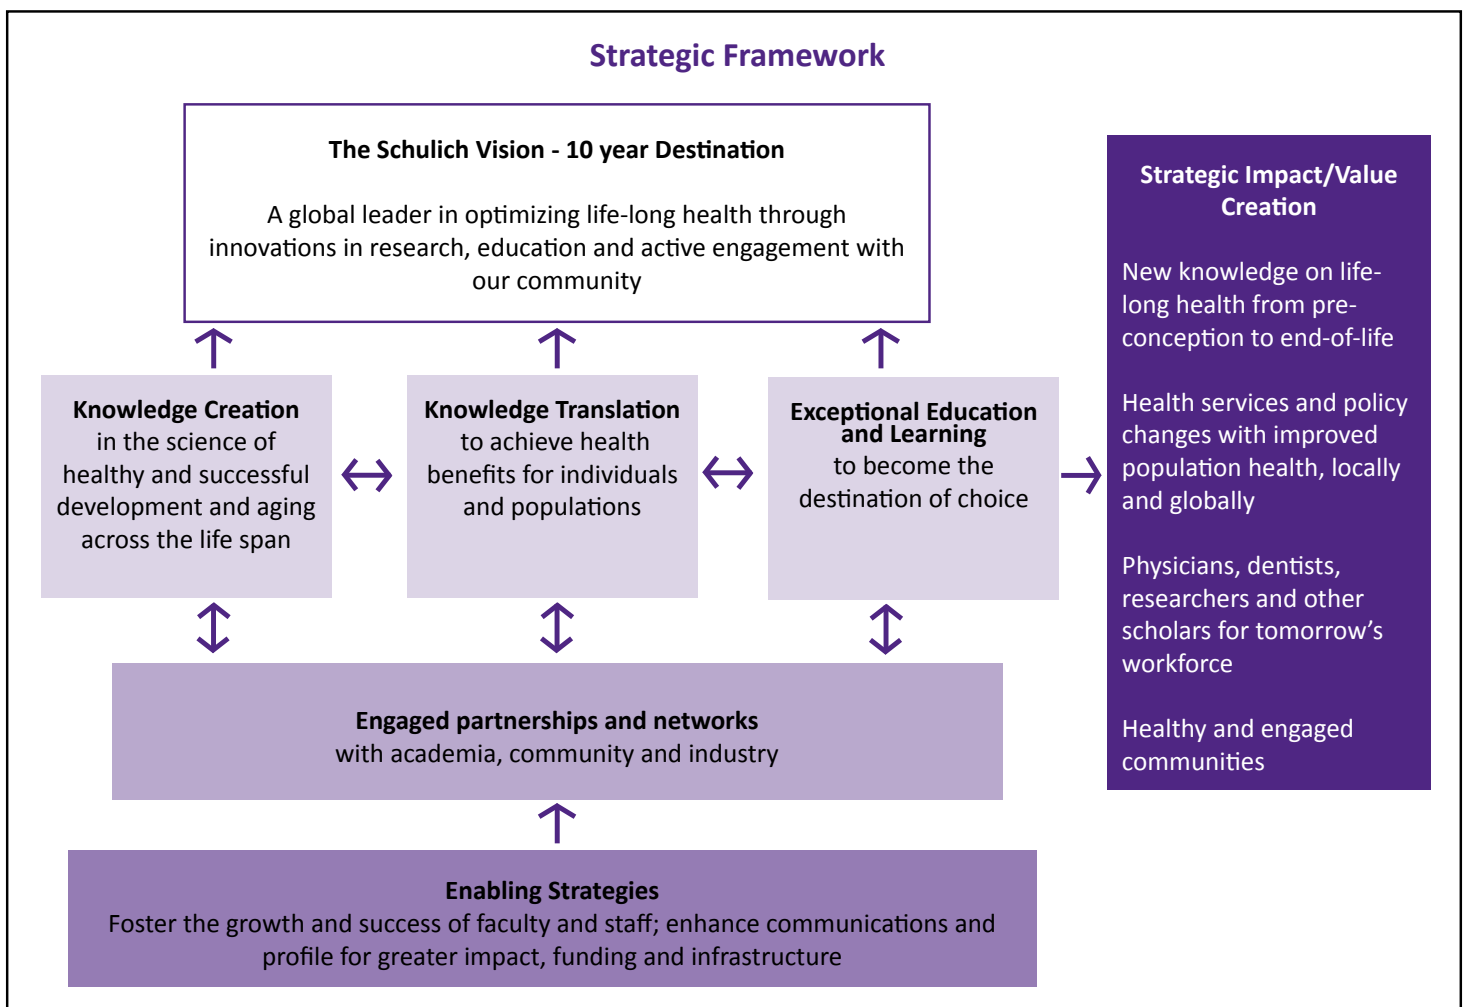 Strategic Framework
The Schulich Vision - 10 year Destination
A global leader in optimizing life-long health through
innovations in research, education and active engagement with
our community
Knowledge Creation
in the science of
healthy and successful
development and aging
across the life span
Knowledge Translation
to achieve health
benefits for individuals
and populations
Exceptional Education
and Learning
to become the
destination of choice
Strategic Impact/Value
Creation
New knowledge on life-
long health from pre-
conception to end-of-life
Health services and policy
changes with improved
population health, locally
and globally
Physicians, dentists,
researchers and other
scholars for tomorrow’s
workforce
Healthy and engaged
communities
Engaged partnerships and networks
with academia, community and industry
Enabling Strategies
Foster the growth and success of faculty and staff; enhance communications and
profile for greater impact, funding and infrastructure